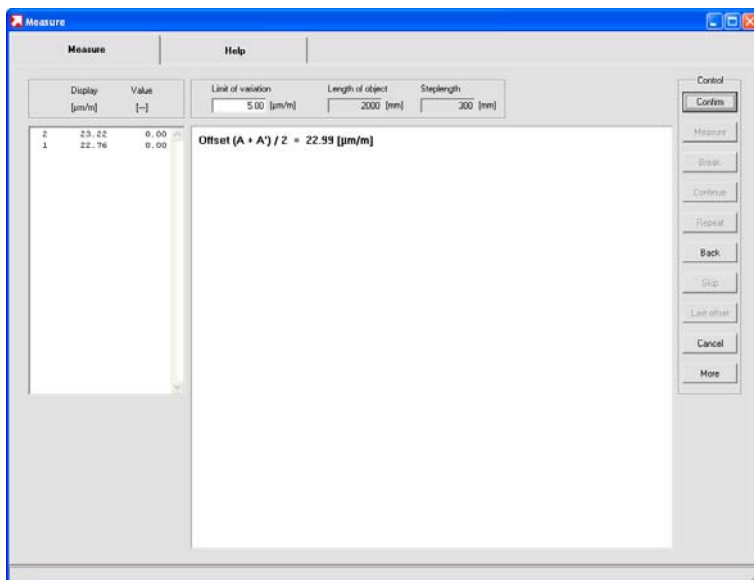 Measure
Measure Help
Display Value
[µm/m] [--]
Limit of variation Length of object Steplength
5.00 [µm/m] 2000 [mm] 300 [mm]
2 23.22 0.00
1 22.76 0.00
Offset (A + A') / 2 = 22.99 [µm/m]
Control
Confirm
Measure
Break
Continue
Repeat
Back
Skip
Last offset
Cancel
More